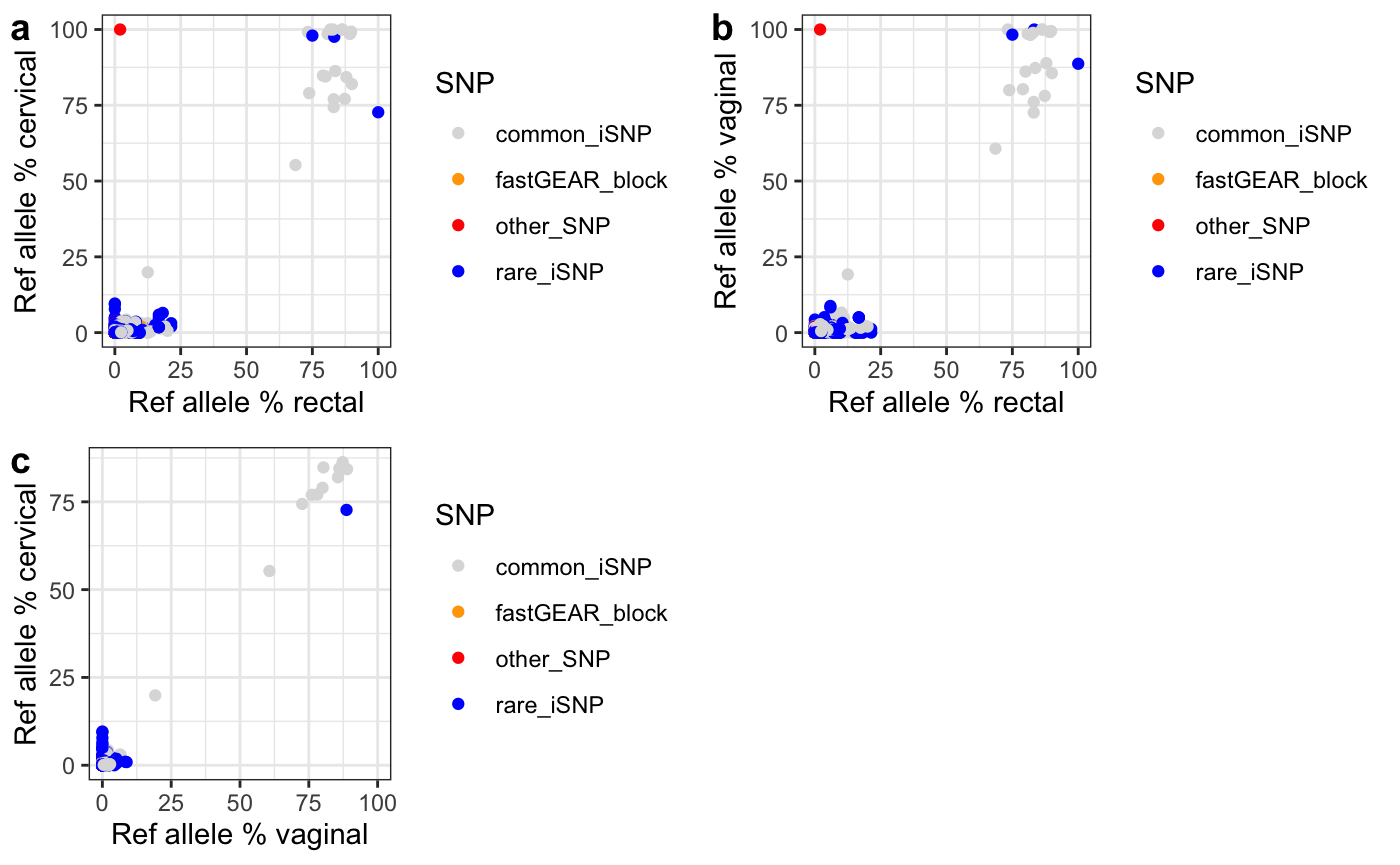 a
Ref allele % cervical
100
75
50
25
0
0 25 50 75 100
Ref allele % rectal
SNP
common_iSNP
fastGEAR_block
other_SNP
rare_iSNP
b
Ref allele % vaginal
100
75
50
25
0
0 25 50 75 100
Ref allele % rectal
SNP
common_iSNP
fastGEAR_block
other_SNP
rare_iSNP
c
Ref allele % cervical
75
50
25
0
0 25 50 75 100
Ref allele % vaginal
SNP
common_iSNP
fastGEAR_block
other_SNP
rare_iSNP